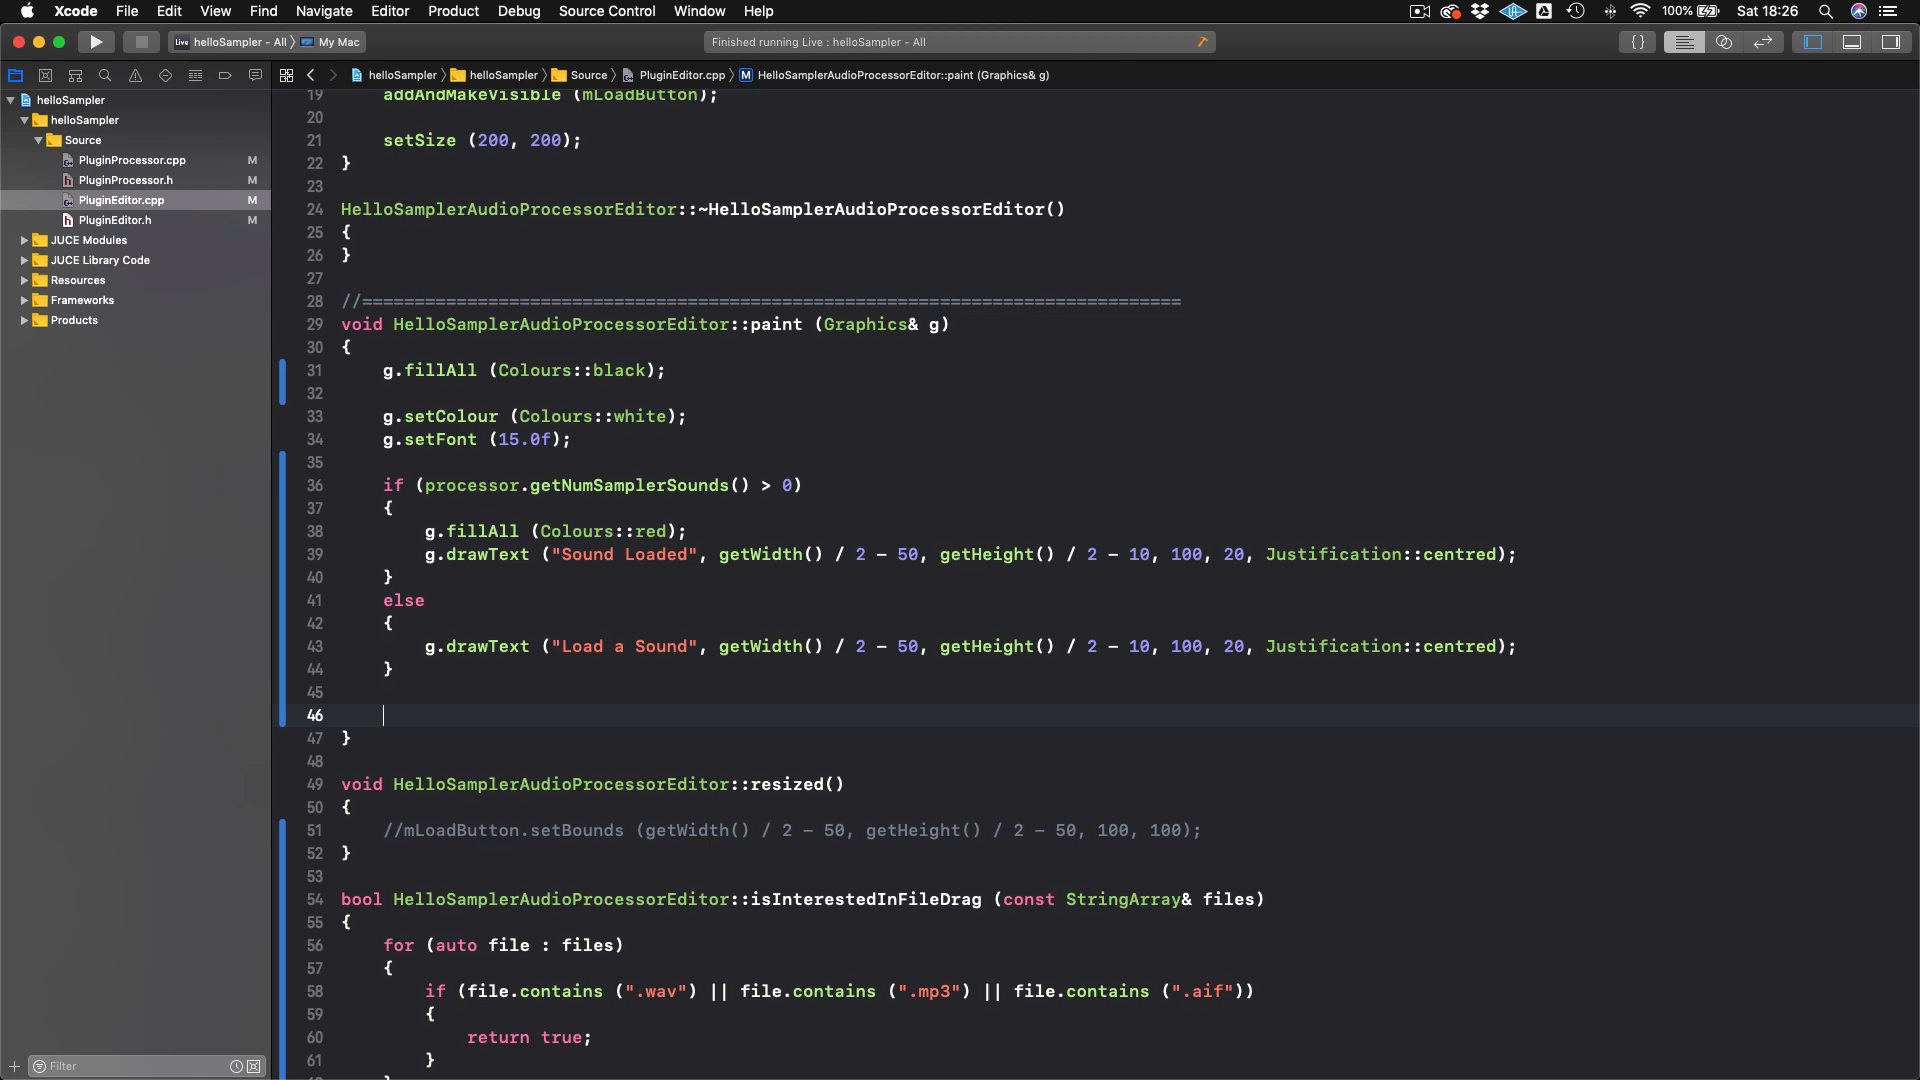 Xcode File Edit View Find Navigate Editor Product Debug Source Control Window Help 100% Sat 18:26
Live helloSampler - All ⟩ My Mac
Finished running Live : helloSampler - All
{}
helloSampler ⟩ helloSampler ⟩ Source ⟩ PluginEditor.cpp ⟩ M HelloSamplerAudioProcessorEditor::paint (Graphics& g)
helloSampler
helloSampler
Source
PluginProcessor.cpp M
PluginProcessor.h M
PluginEditor.cpp M
PluginEditor.h M
JUCE Modules
JUCE Library Code
Resources
Frameworks
Products
Filter
19 addAndMakeVisible (mLoadButton);
20
21 setSize (200, 200);
22 }
23
24 HelloSamplerAudioProcessorEditor::~HelloSamplerAudioProcessorEditor()
25 {
26 }
27
28 //==============================================================================
29 void HelloSamplerAudioProcessorEditor::paint (Graphics& g)
30 {
31 g.fillAll (Colours::black);
32
33 g.setColour (Colours::white);
34 g.setFont (15.0f);
35
36 if (processor.getNumSamplerSounds() > 0)
37 {
38 g.fillAll (Colours::red);
39 g.drawText ("Sound Loaded", getWidth() / 2 - 50, getHeight() / 2 - 10, 100, 20, Justification::centred);
40 }
41 else
42 {
43 g.drawText ("Load a Sound", getWidth() / 2 - 50, getHeight() / 2 - 10, 100, 20, Justification::centred);
44 }
45
46
47 }
48
49 void HelloSamplerAudioProcessorEditor::resized()
50 {
51 //mLoadButton.setBounds (getWidth() / 2 - 50, getHeight() / 2 - 50, 100, 100);
52 }
53
54 bool HelloSamplerAudioProcessorEditor::isInterestedInFileDrag (const StringArray& files)
55 {
56 for (auto file : files)
57 {
58 if (file.contains (".wav") || file.contains (".mp3") || file.contains (".aif"))
59 {
60 return true;
61 }